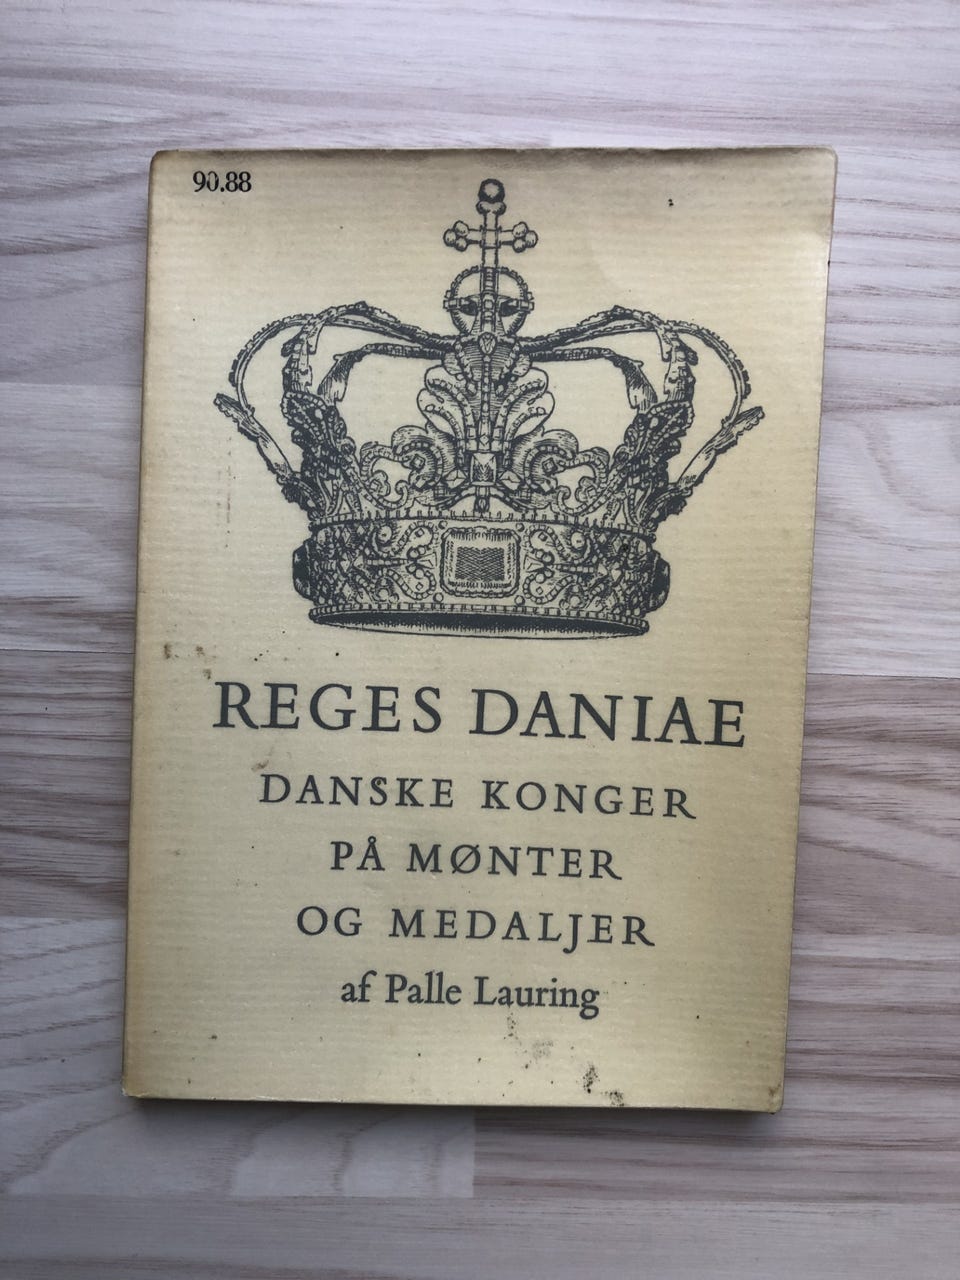 90.88
REGES DANIAE
DANSKE KONGER
PÅ MØNTER
OG MEDALJER
af Palle Lauring